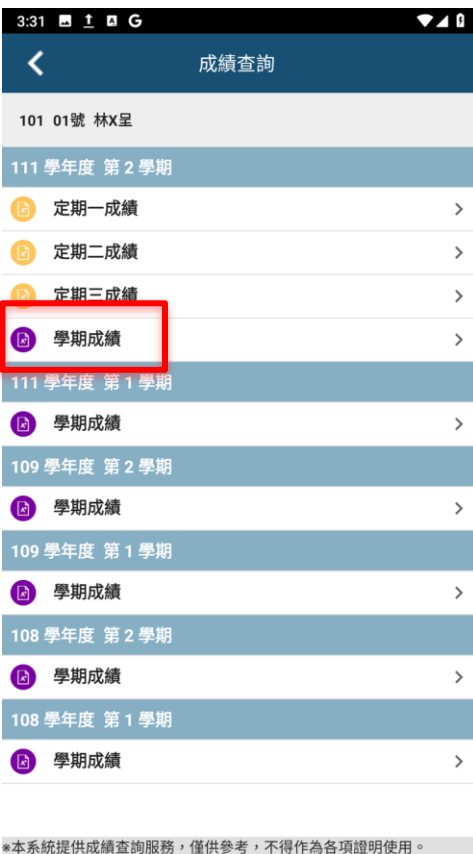 3:31
G
成績查詢
101 01號 林X呈
111 學年度 第 2 學期
定期一成績
定期二成績
定期三成績
學期成績
111 學年度 第 1 學期
學期成績
109 學年度 第 2 學期
學期成績
109 學年度 第 1 學期
學期成績
108 學年度 第 2 學期
學期成績
108 學年度 第 1 學期
學期成績
*本系統提供成績查詢服務，僅供參考，不得作為各項證明使用。